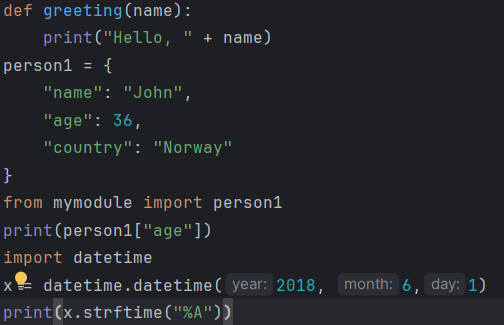 def greeting(name):
    print("Hello, " + name)
person1 = {
    "name": "John",
    "age": 36,
    "country": "Norway"
}
from mymodule import person1
print(person1["age"])
import datetime
x = datetime.datetime( year: 2018, month: 6, day: 1)
print(x.strftime("%A"))